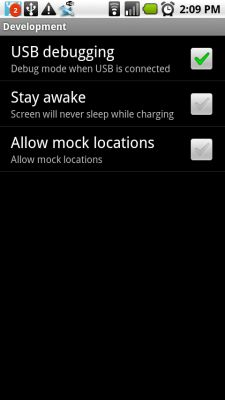 2
2:09 PM
Development
USB debugging
Debug mode when USB is connected
Stay awake
Screen will never sleep while charging
Allow mock locations
Allow mock locations